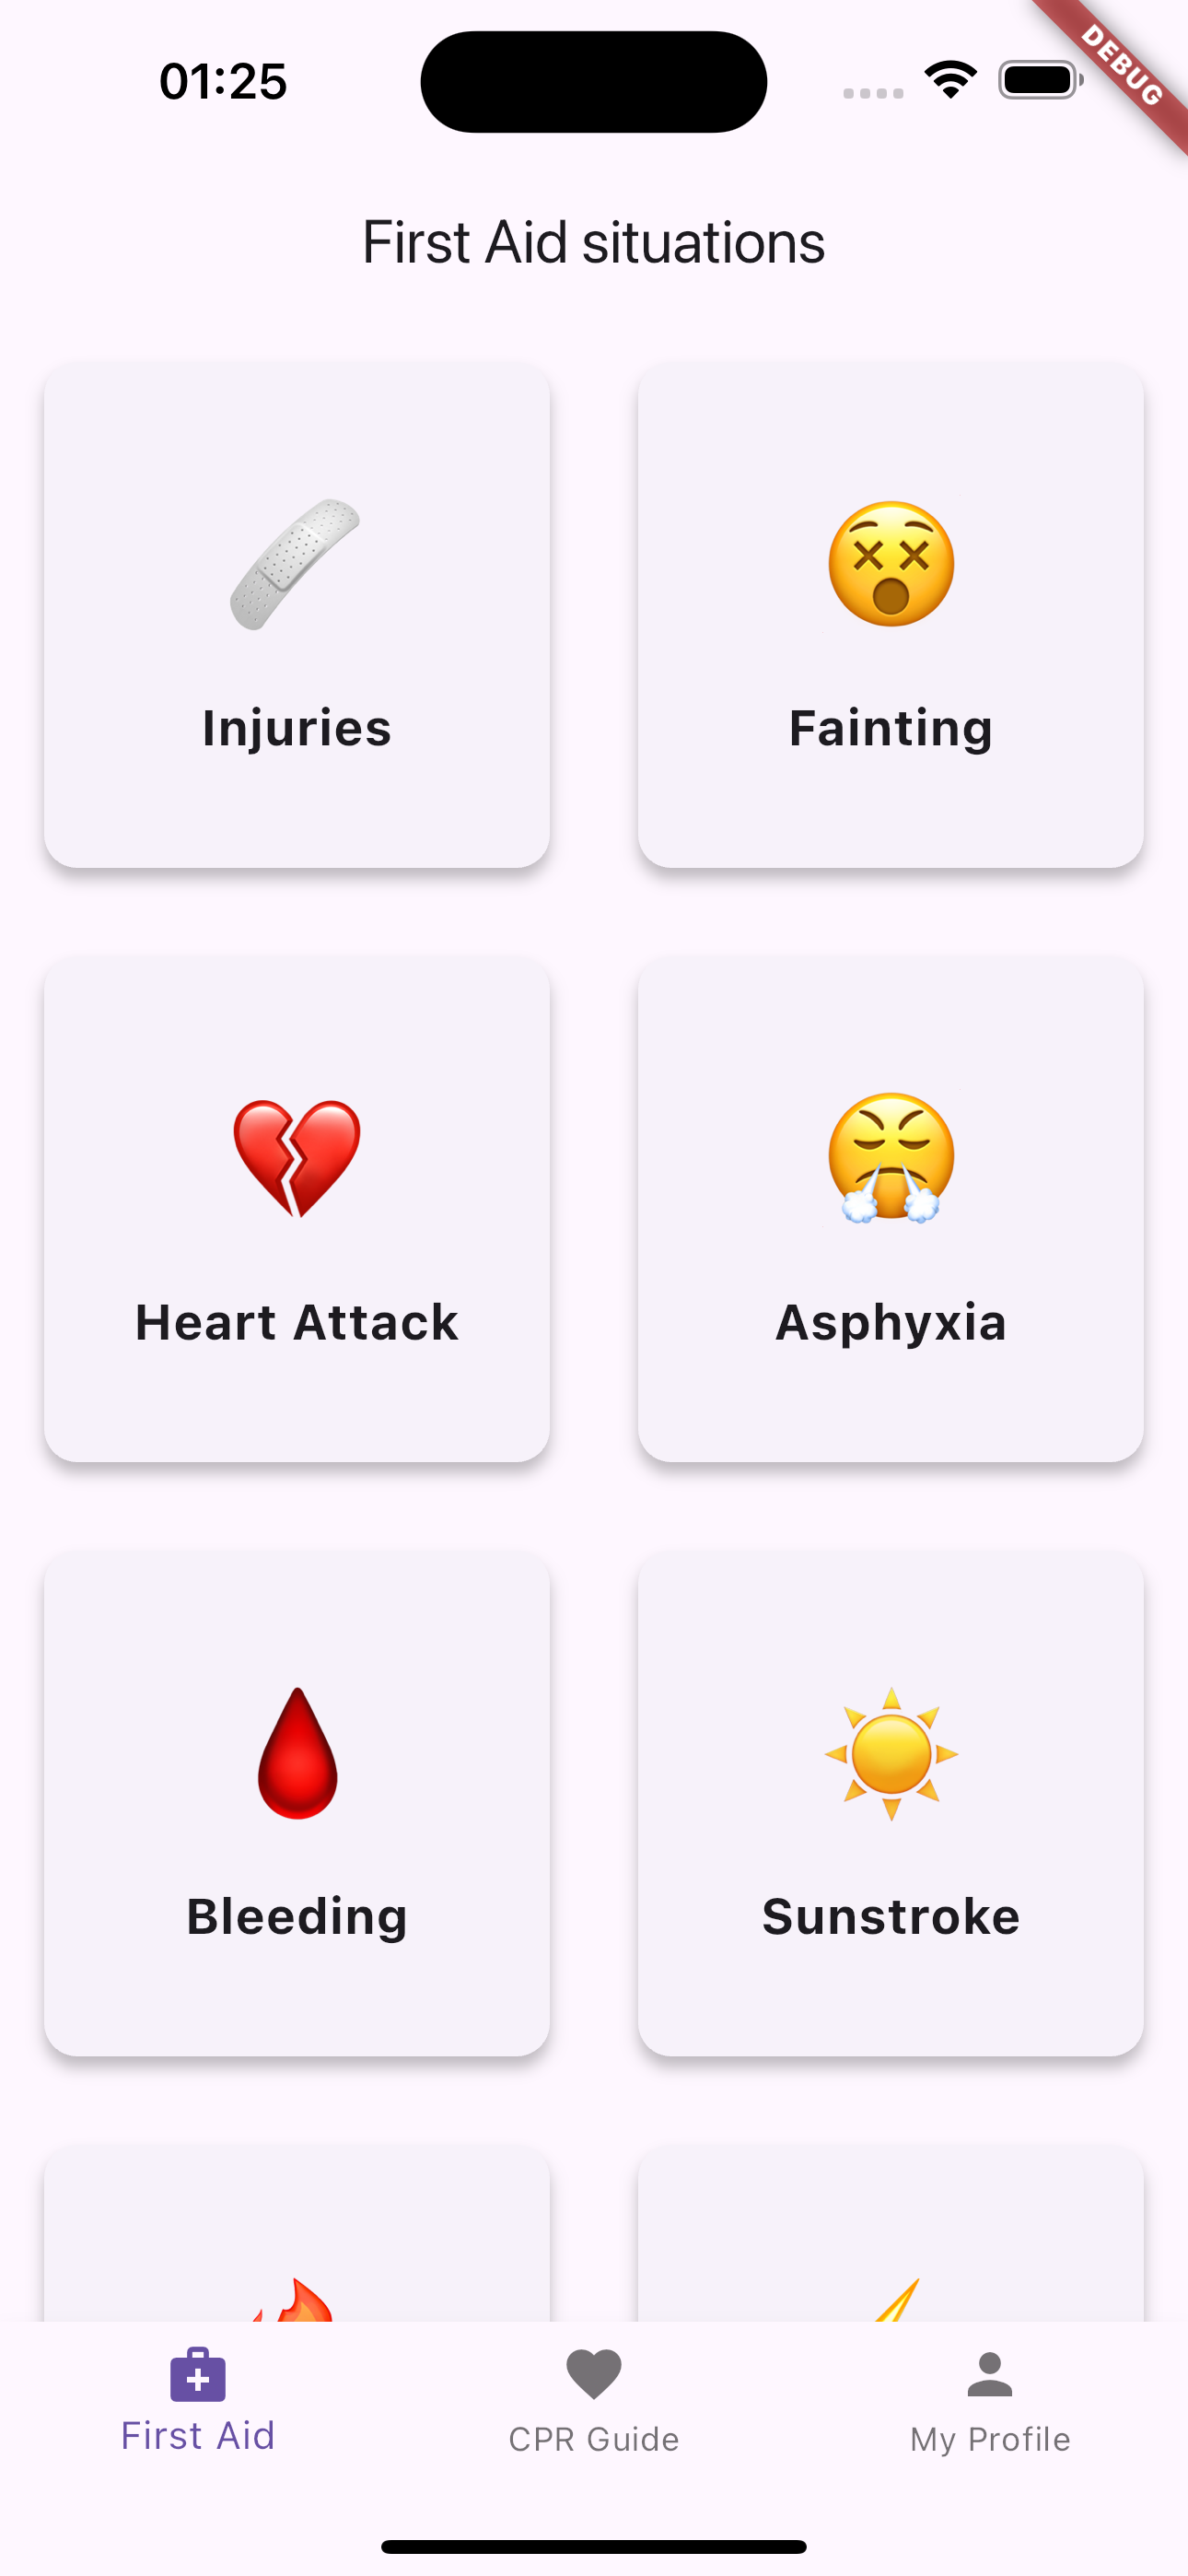 01:25
DEBUG
First Aid situations
Injuries
Fainting
Heart Attack
Asphyxia
Bleeding
Sunstroke
First Aid
CPR Guide
My Profile